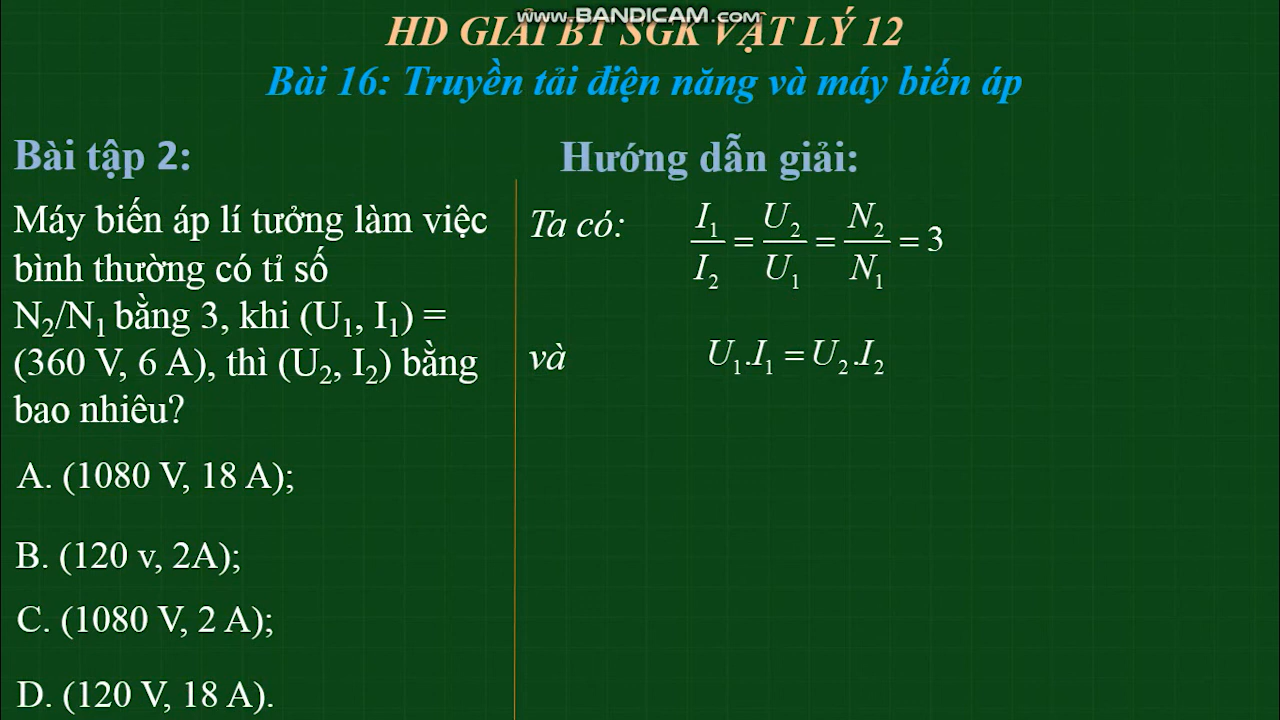 www.BANDICAM.com
HD GIẢI BT SGK VẬT LÝ 12
Bài 16: Truyền tải điện năng và máy biến áp
Bài tập 2:
Máy biến áp lí tưởng làm việc
bình thường có tỉ số
N₂/N₁ bằng 3, khi (U₁, I₁) =
(360 V, 6 A), thì (U₂, I₂) bằng
bao nhiêu?
A. (1080 V, 18 A);
B. (120 v, 2A);
C. (1080 V, 2 A);
D. (120 V, 18 A).
Hướng dẫn giải:
Ta có: I₁/I₂ = U₂/U₁ = N₂/N₁ = 3
và U₁.I₁ = U₂.I₂